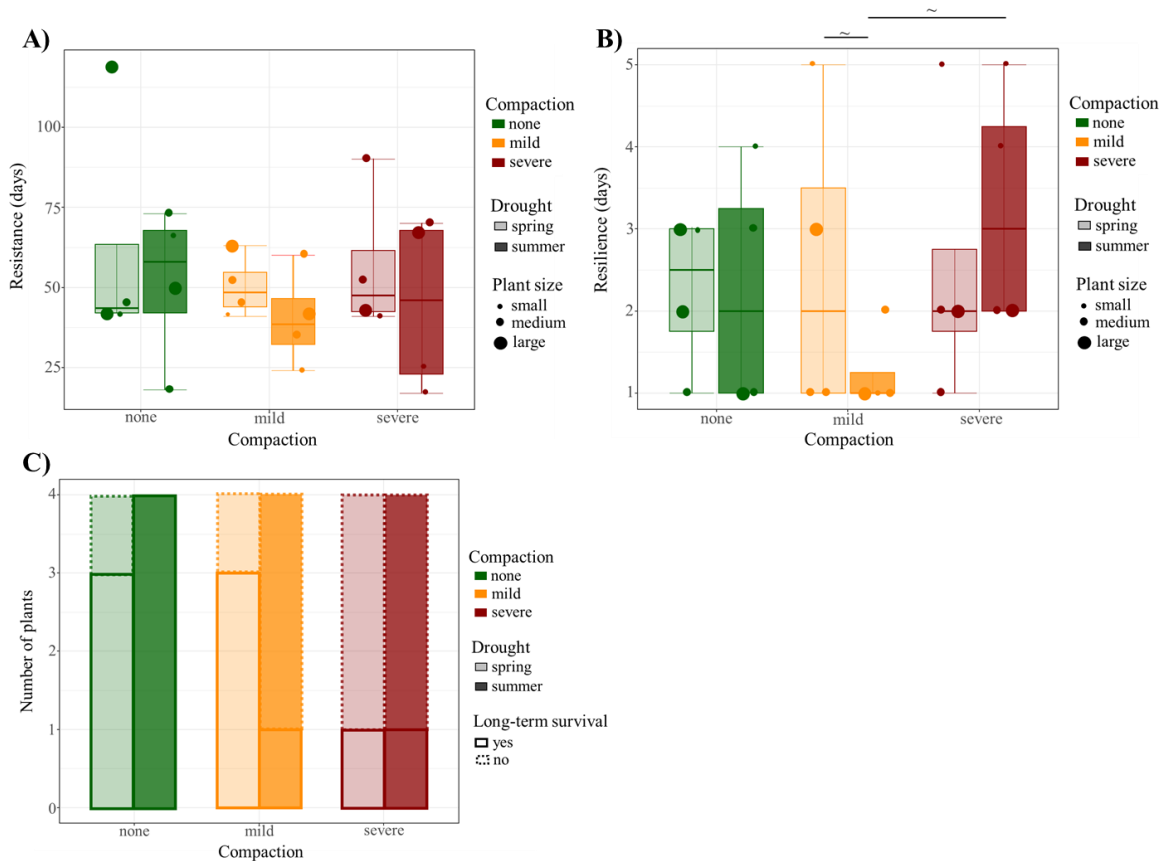 A)
100
75
50
25
Resistance (days)
none
mild
severe
Compaction
Compaction
none
mild
severe
Drought
spring
summer
Plant size
small
medium
large
B)
~
~
5
4
3
2
1
Resilience (days)
none
mild
severe
Compaction
Compaction
none
mild
severe
Drought
spring
summer
Plant size
small
medium
large
C)
4
3
2
1
0
Number of plants
none
mild
severe
Compaction
Compaction
none
mild
severe
Drought
spring
summer
Long-term survival
yes
no